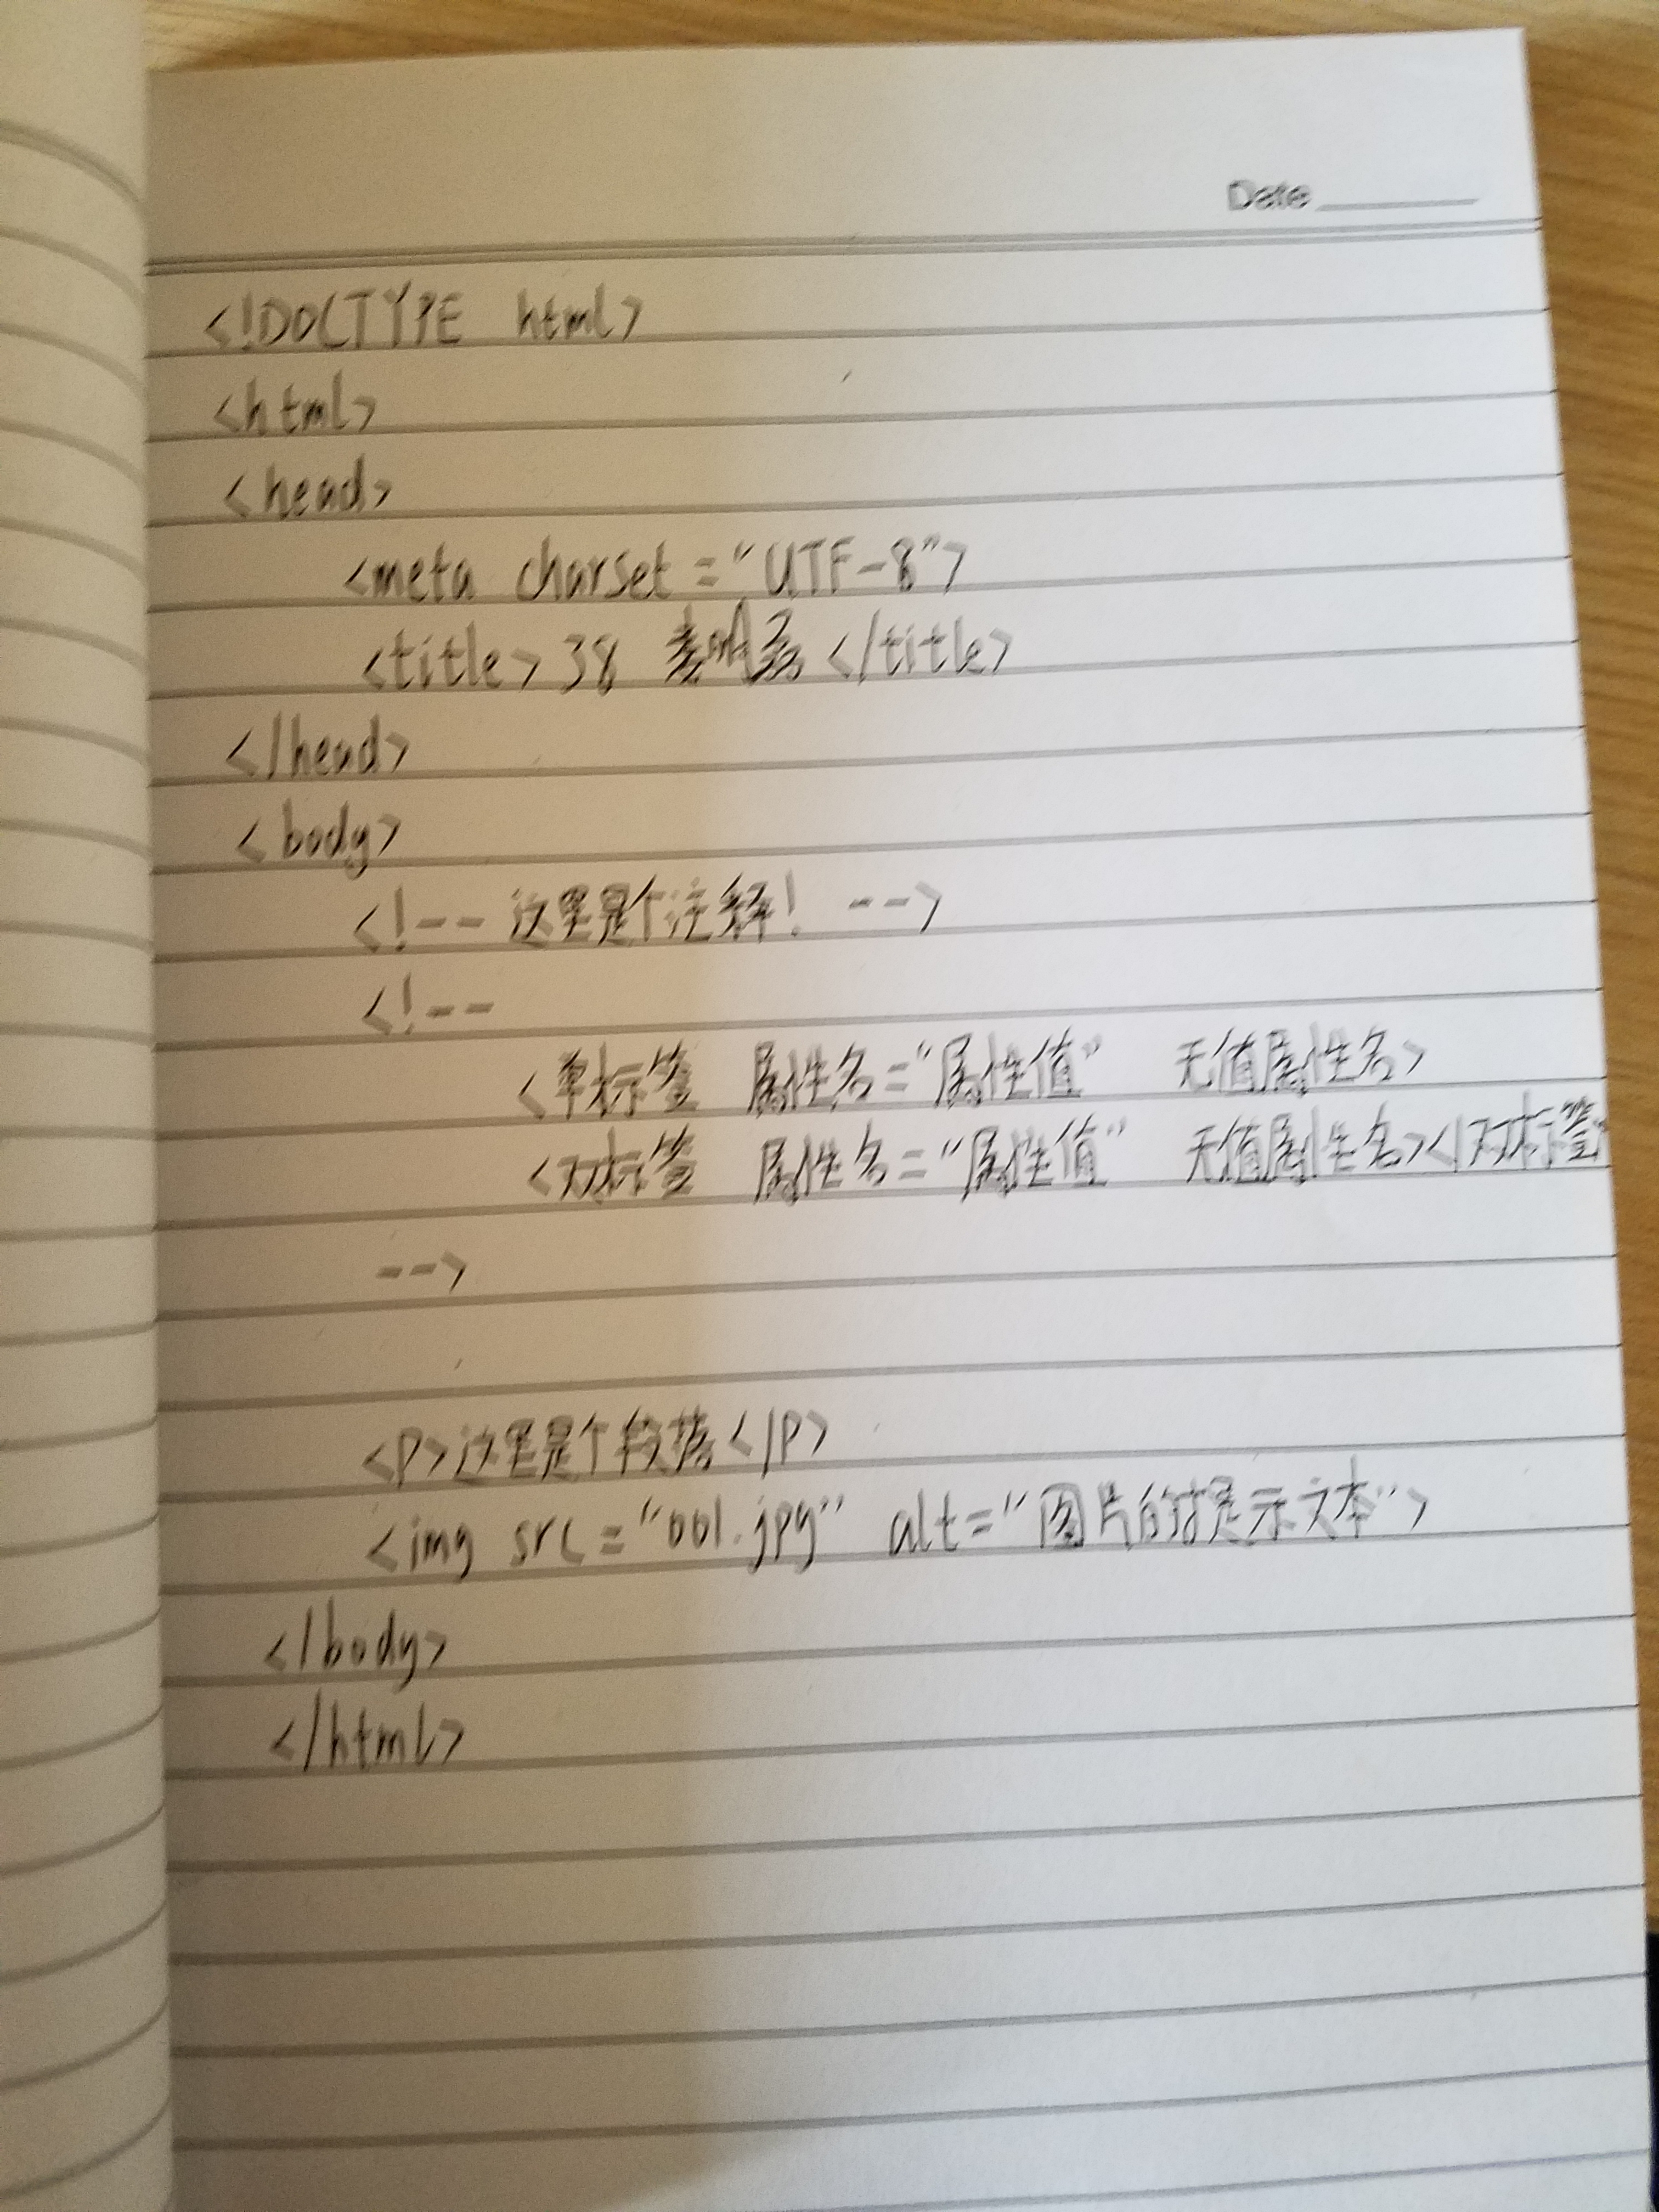 Date
<!DOCTYPE html>
<html>
<head>
<meta charset="UTF-8">
<title>38 </title>
</head>
<body>
<!-- 这里是个注释! -->
<!--
<单标签 属性名="属性值" 无值属性名>
<双标签 属性名="属性值" 无值属性名></双标签
-->
<p>这里是个段落</p>
<img src="001.jpg" alt="图片的提示文本">
</body>
</html>